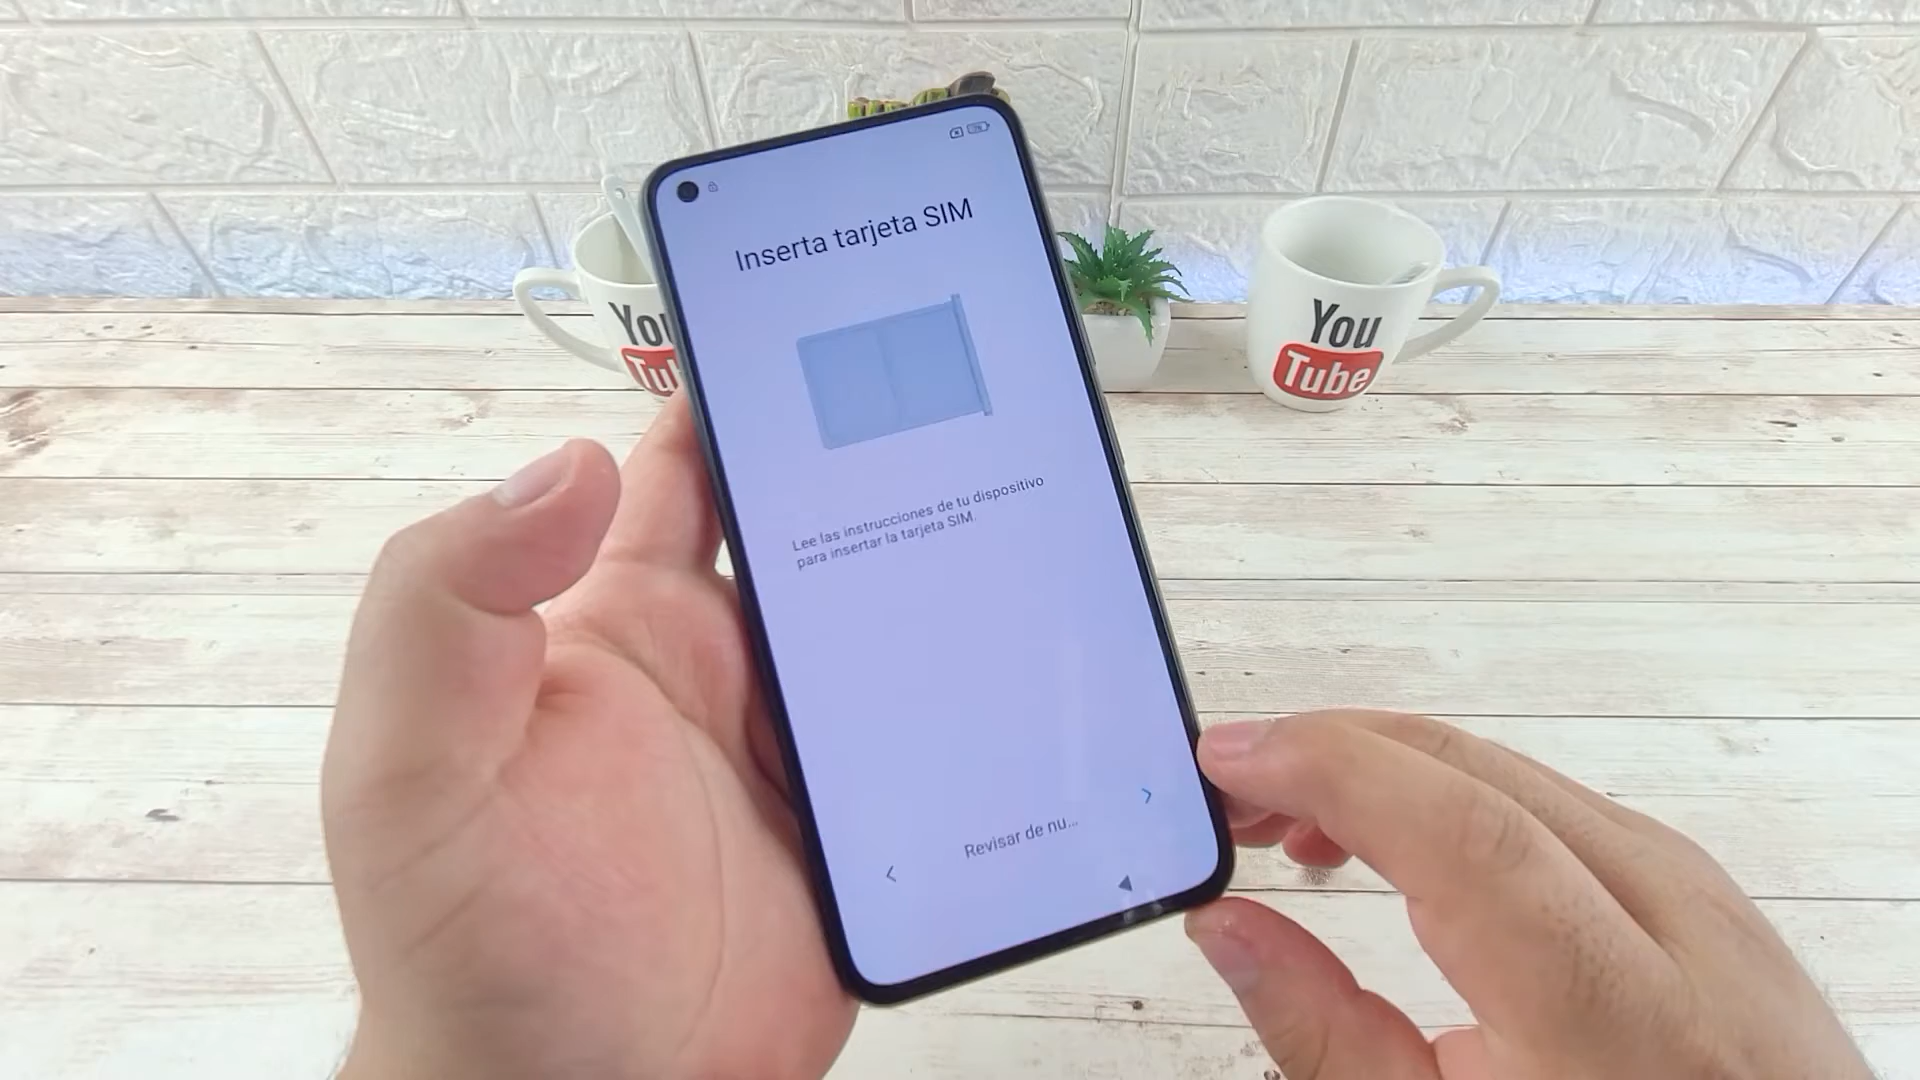 Inserta tarjeta SIM
You
Tu
You
Tube
Lee las instrucciones de tu dispositivo
para insertar la tarjeta SIM.
Revisar de nu...